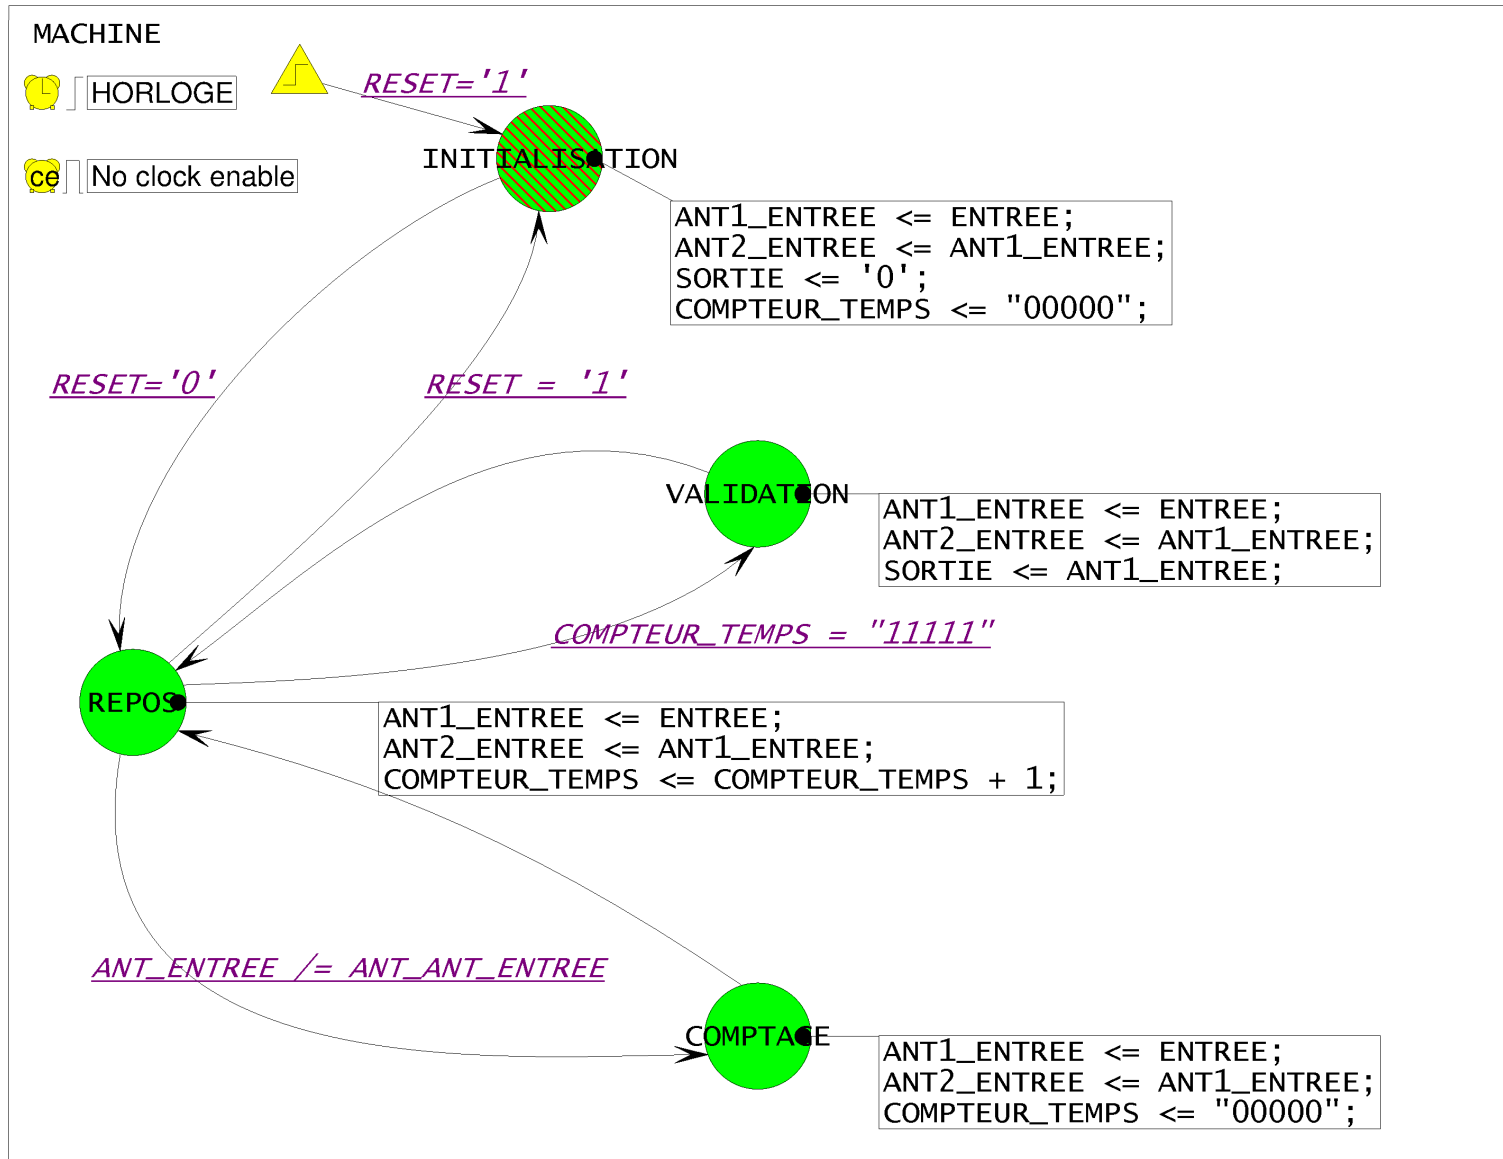 MACHINE
HORLOGE
RESET='1'
ce
No clock enable
INITIALISATION
ANT1_ENTREE <= ENTREE;
ANT2_ENTREE <= ANT1_ENTREE;
SORTIE <= '0';
COMPTEUR_TEMPS <= "00000";
RESET='0'
RESET = '1'
VALIDATION
ANT1_ENTREE <= ENTREE;
ANT2_ENTREE <= ANT1_ENTREE;
SORTIE <= ANT1_ENTREE;
COMPTEUR_TEMPS = "11111"
REPOS
ANT1_ENTREE <= ENTREE;
ANT2_ENTREE <= ANT1_ENTREE;
COMPTEUR_TEMPS <= COMPTEUR_TEMPS + 1;
ANT_ENTREE /= ANT_ANT_ENTREE
COMPTAGE
ANT1_ENTREE <= ENTREE;
ANT2_ENTREE <= ANT1_ENTREE;
COMPTEUR_TEMPS <= "00000";